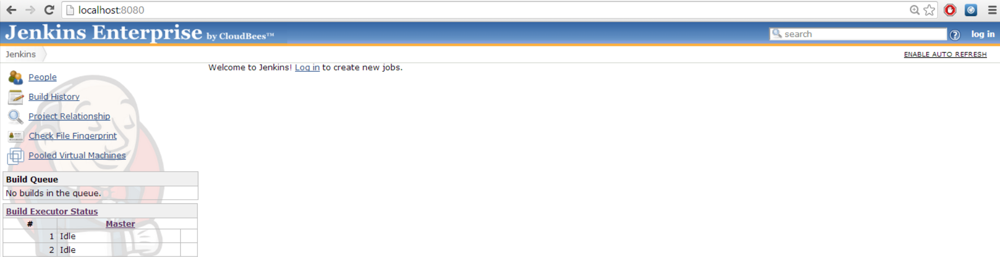 localhost:8080
Jenkins Enterprise by CloudBees™
search
log in
Jenkins
ENABLE AUTO REFRESH
People
Build History
Project Relationship
Check File Fingerprint
Pooled Virtual Machines
Welcome to Jenkins! Log in to create new jobs.
Build Queue
No builds in the queue.
Build Executor Status
# Master
1 Idle
2 Idle